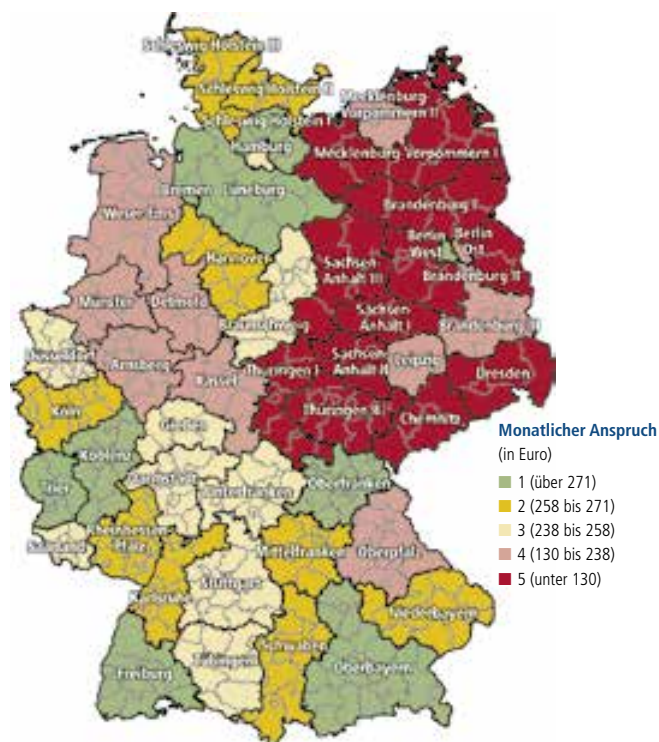 Schleswig Holstein III
Schleswig Holstein II
Schleswig Holstein I
Mecklenburg-
Vorpommern II
Hamburg
Mecklenburg-Vorpommern I
Bremen
Lüneburg
Weser Ems
Brandenburg I
Berlin
West
Berlin
Ost
Hannover
Sachsen-
Anhalt III
Brandenburg II
Münster
Detmold
Braunschweig
Sachsen-
Anhalt I
Brandenburg III
Düsseldorf
Arnsberg
Kassel
Thüringen I
Sachsen-
Anhalt II
Leipzig
Dresden
Köln
Gießen
Thüringen II
Chemnitz
Koblenz
Trier
Darmstadt
Unterfranken
Oberfranken
Saarland
Rheinhessen-
Pfalz
Mittelfranken
Oberpfalz
Karlsruhe
Stuttgart
Niederbayern
Freiburg
Tübingen
Schwaben
Oberbayern
Monatlicher Anspruch
(in Euro)
1 (über 271)
2 (258 bis 271)
3 (238 bis 258)
4 (130 bis 238)
5 (unter 130)